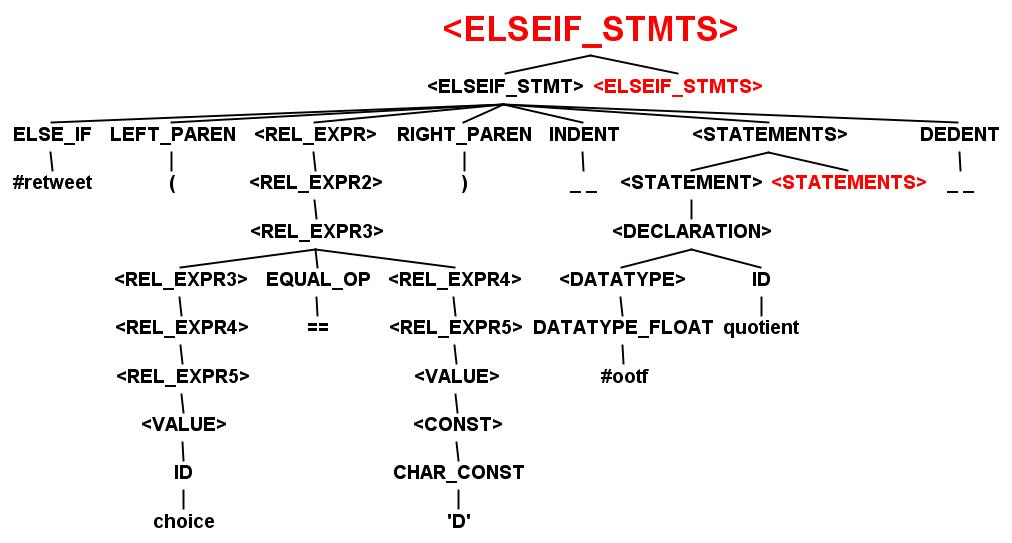 <ELSEIF_STMTS>
<ELSEIF_STMT> <ELSEIF_STMTS>
ELSE_IF LEFT_PAREN <REL_EXPR> RIGHT_PAREN INDENT <STATEMENTS> DEDENT
#retweet ( <REL_EXPR2> ) _ _ <STATEMENT> <STATEMENTS> _ _
<REL_EXPR3> <DECLARATION>
<REL_EXPR3> EQUAL_OP <REL_EXPR4> <DATATYPE> ID
<REL_EXPR4> == <REL_EXPR5> DATATYPE_FLOAT quotient
<REL_EXPR5> <VALUE> #ootf
<VALUE> <CONST>
ID CHAR_CONST
choice 'D'